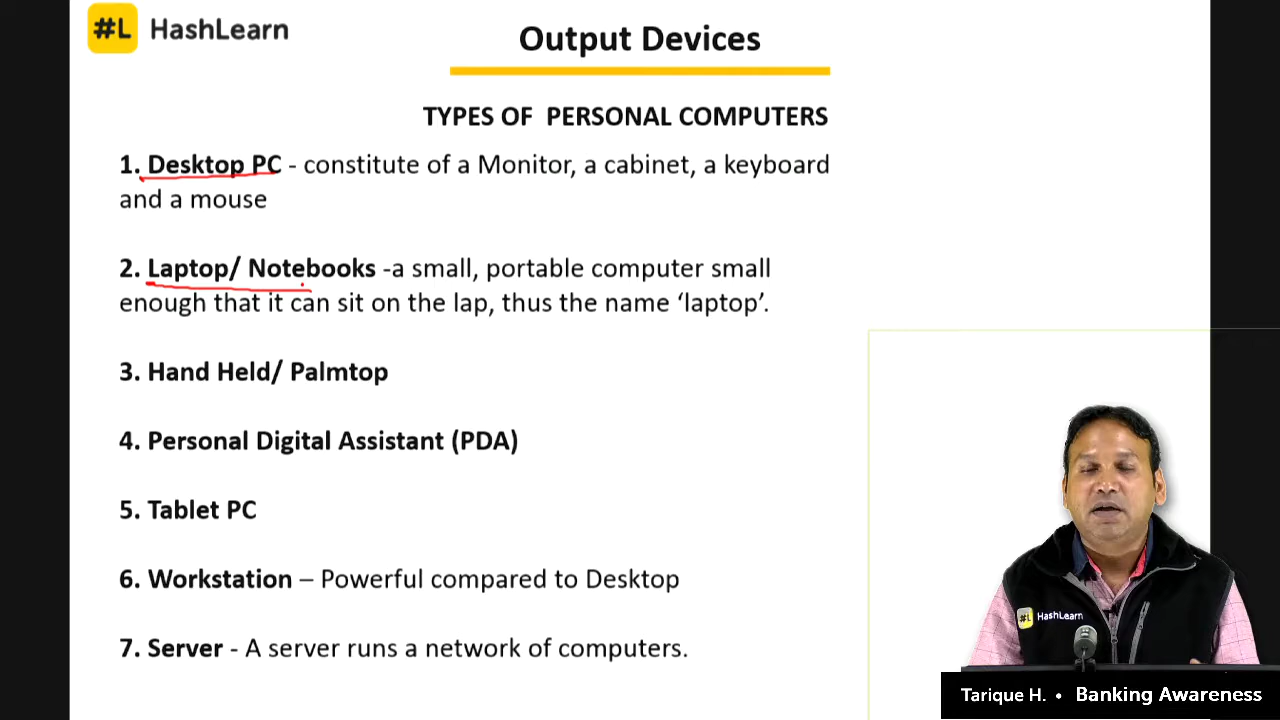 #L HashLearn
Output Devices
TYPES OF PERSONAL COMPUTERS
1. Desktop PC - constitute of a Monitor, a cabinet, a keyboard
and a mouse
2. Laptop/ Notebooks -a small, portable computer small
enough that it can sit on the lap, thus the name ‘laptop’.
3. Hand Held/ Palmtop
4. Personal Digital Assistant (PDA)
5. Tablet PC
6. Workstation – Powerful compared to Desktop
7. Server - A server runs a network of computers.
#L HashLearn
Tarique H. • Banking Awareness